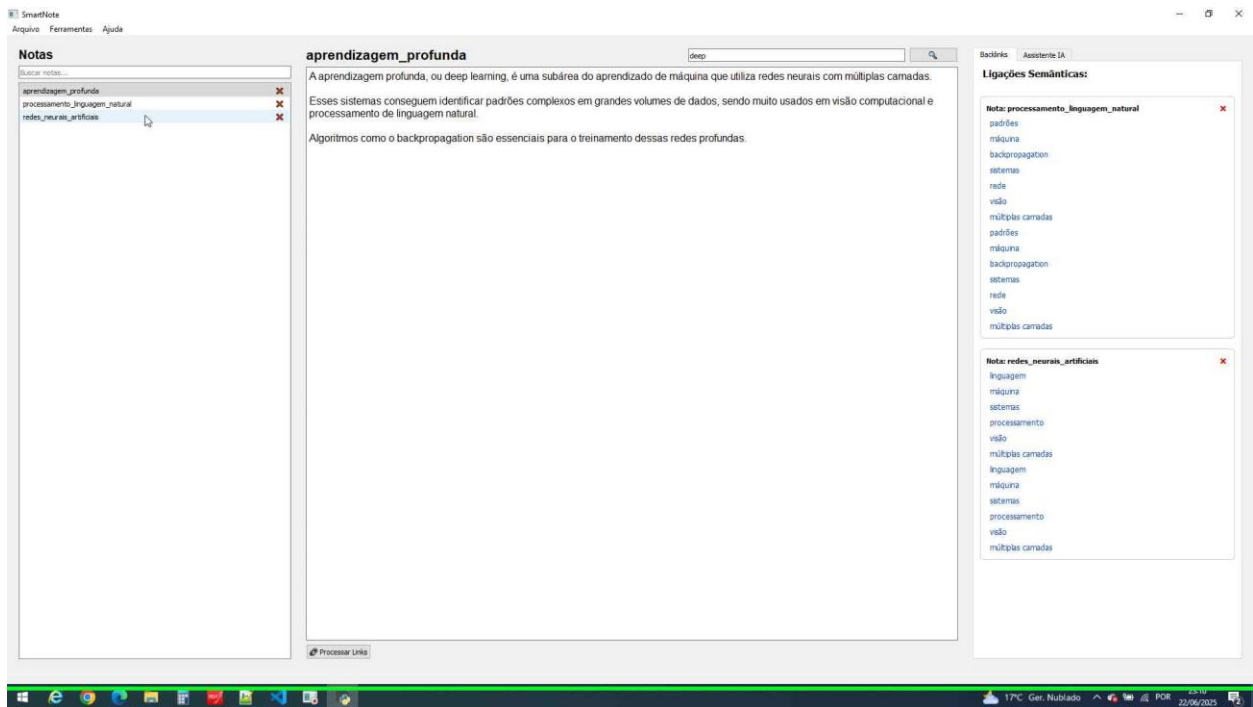 SmartNote
Arquivo Ferramentas Ajuda
Notas
Buscar notas...
aprendizagem_profunda
processamento_linguagem_natural
redes_neurais_artificiais
aprendizagem_profunda
deep
A aprendizagem profunda, ou deep learning, é uma subárea do aprendizado de máquina que utiliza redes neurais com múltiplas camadas.
Esses sistemas conseguem identificar padrões complexos em grandes volumes de dados, sendo muito usados em visão computacional e
processamento de linguagem natural.
Algoritmos como o backpropagation são essenciais para o treinamento dessas redes profundas.
Processar Links
Backlinks Assistente IA
Ligações Semânticas:
Nota: processamento_linguagem_natural
padrões
máquina
backpropagation
sistemas
rede
visão
múltiplas camadas
padrões
máquina
backpropagation
sistemas
rede
visão
múltiplas camadas
Nota: redes_neurais_artificiais
linguagem
máquina
sistemas
processamento
visão
múltiplas camadas
linguagem
máquina
sistemas
processamento
visão
múltiplas camadas
17°C Ger. Nublado POR
23:10
22/06/2025